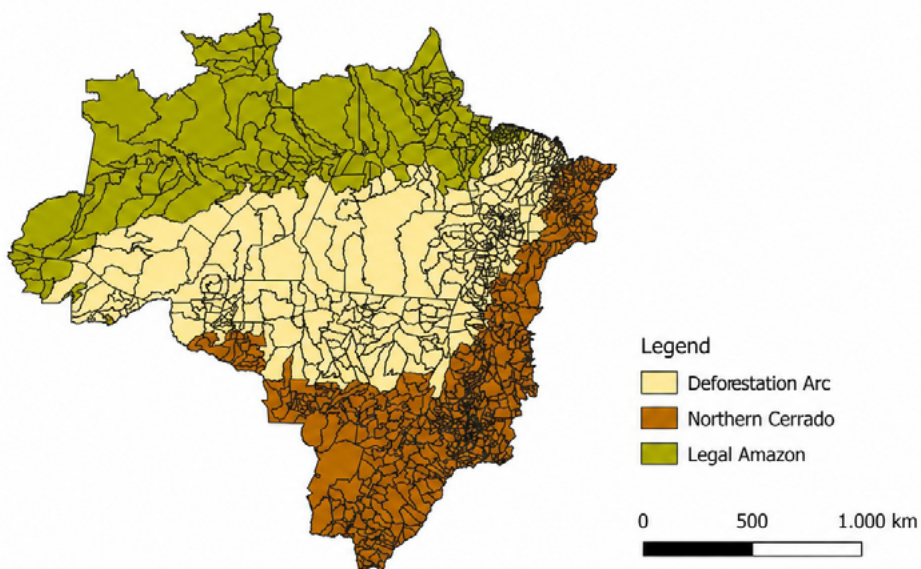 Legend
Deforestation Arc
Northern Cerrado
Legal Amazon
0 500 1.000 km